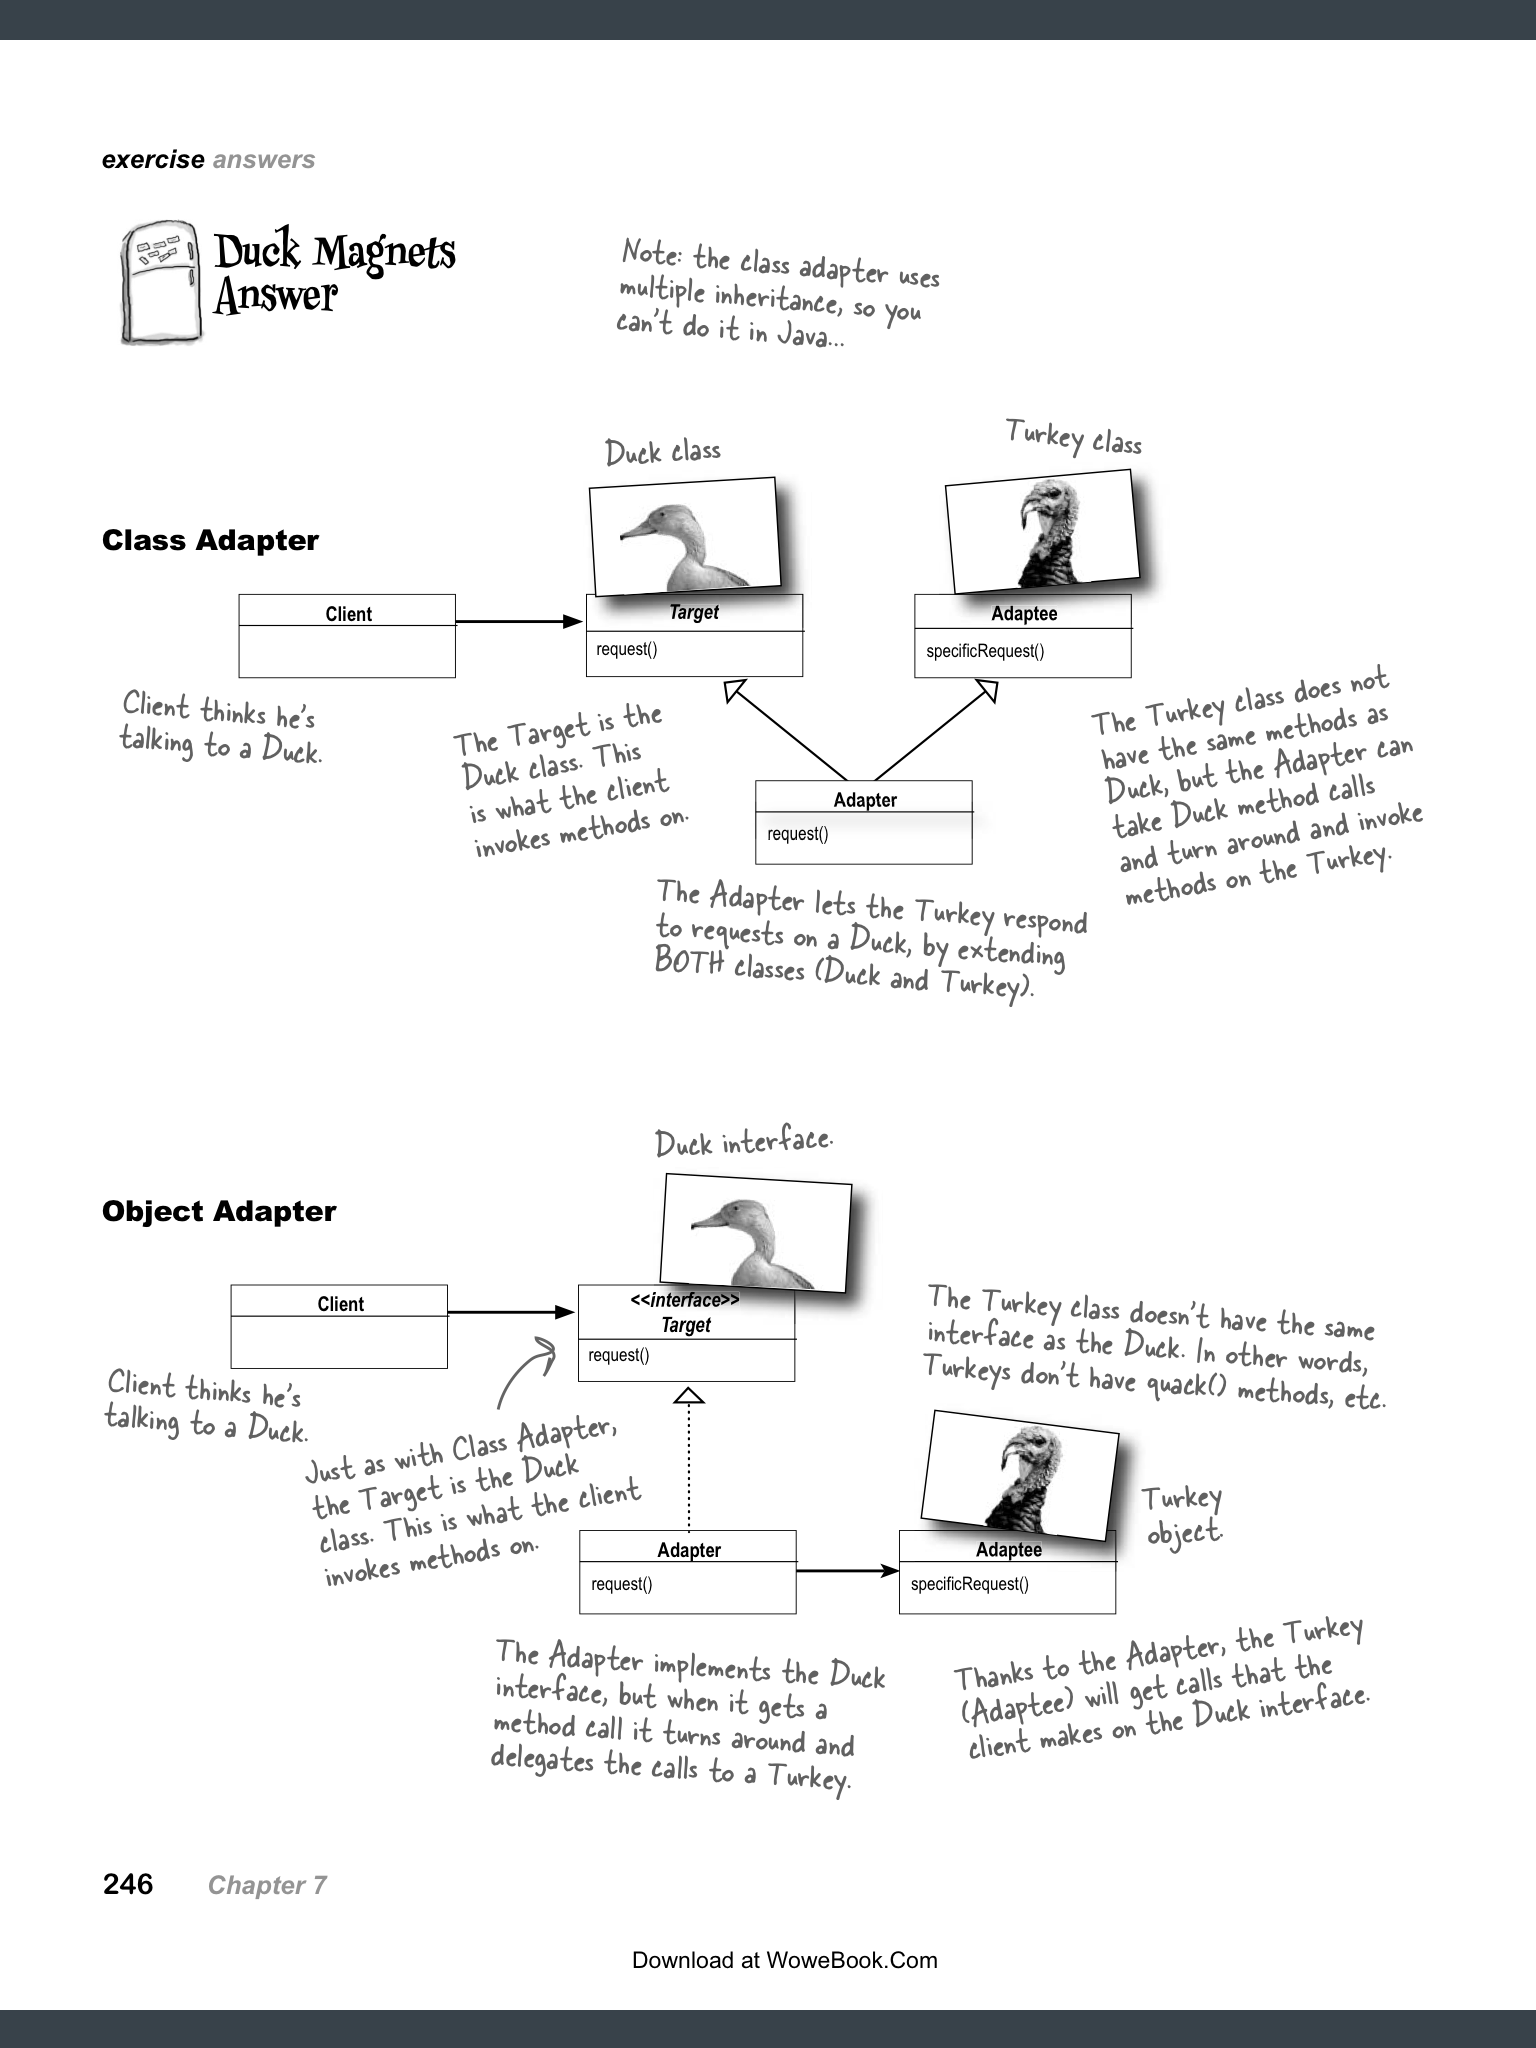 exercise answers
Duck Magnets
Answer
Note: the class adapter uses
multiple inheritance, so you
can't do it in Java...
Duck class
Turkey class
Class Adapter
Client
Target
request()
Adaptee
specificRequest()
Client thinks he's
talking to a Duck.
The Target is the
Duck class. This
is what the client
invokes methods on.
The Turkey class does not
have the same methods as
Duck, but the Adapter can
take Duck method calls
and turn around and invoke
methods on the Turkey.
Adapter
request()
The Adapter lets the Turkey respond
to requests on a Duck, by extending
BOTH classes (Duck and Turkey).
Duck interface.
Object Adapter
Client
<<interface>>
Target
request()
The Turkey class doesn't have the same
interface as the Duck. In other words,
Turkeys don't have quack() methods, etc.
Client thinks he's
talking to a Duck.
Just as with Class Adapter,
the Target is the Duck
class. This is what the client
invokes methods on.
Turkey
object.
Adapter
request()
Adaptee
specificRequest()
The Adapter implements the Duck
interface, but when it gets a
method call it turns around and
delegates the calls to a Turkey.
Thanks to the Adapter, the Turkey
(Adaptee) will get calls that the
client makes on the Duck interface.
246 Chapter 7
Download at WoweBook.Com